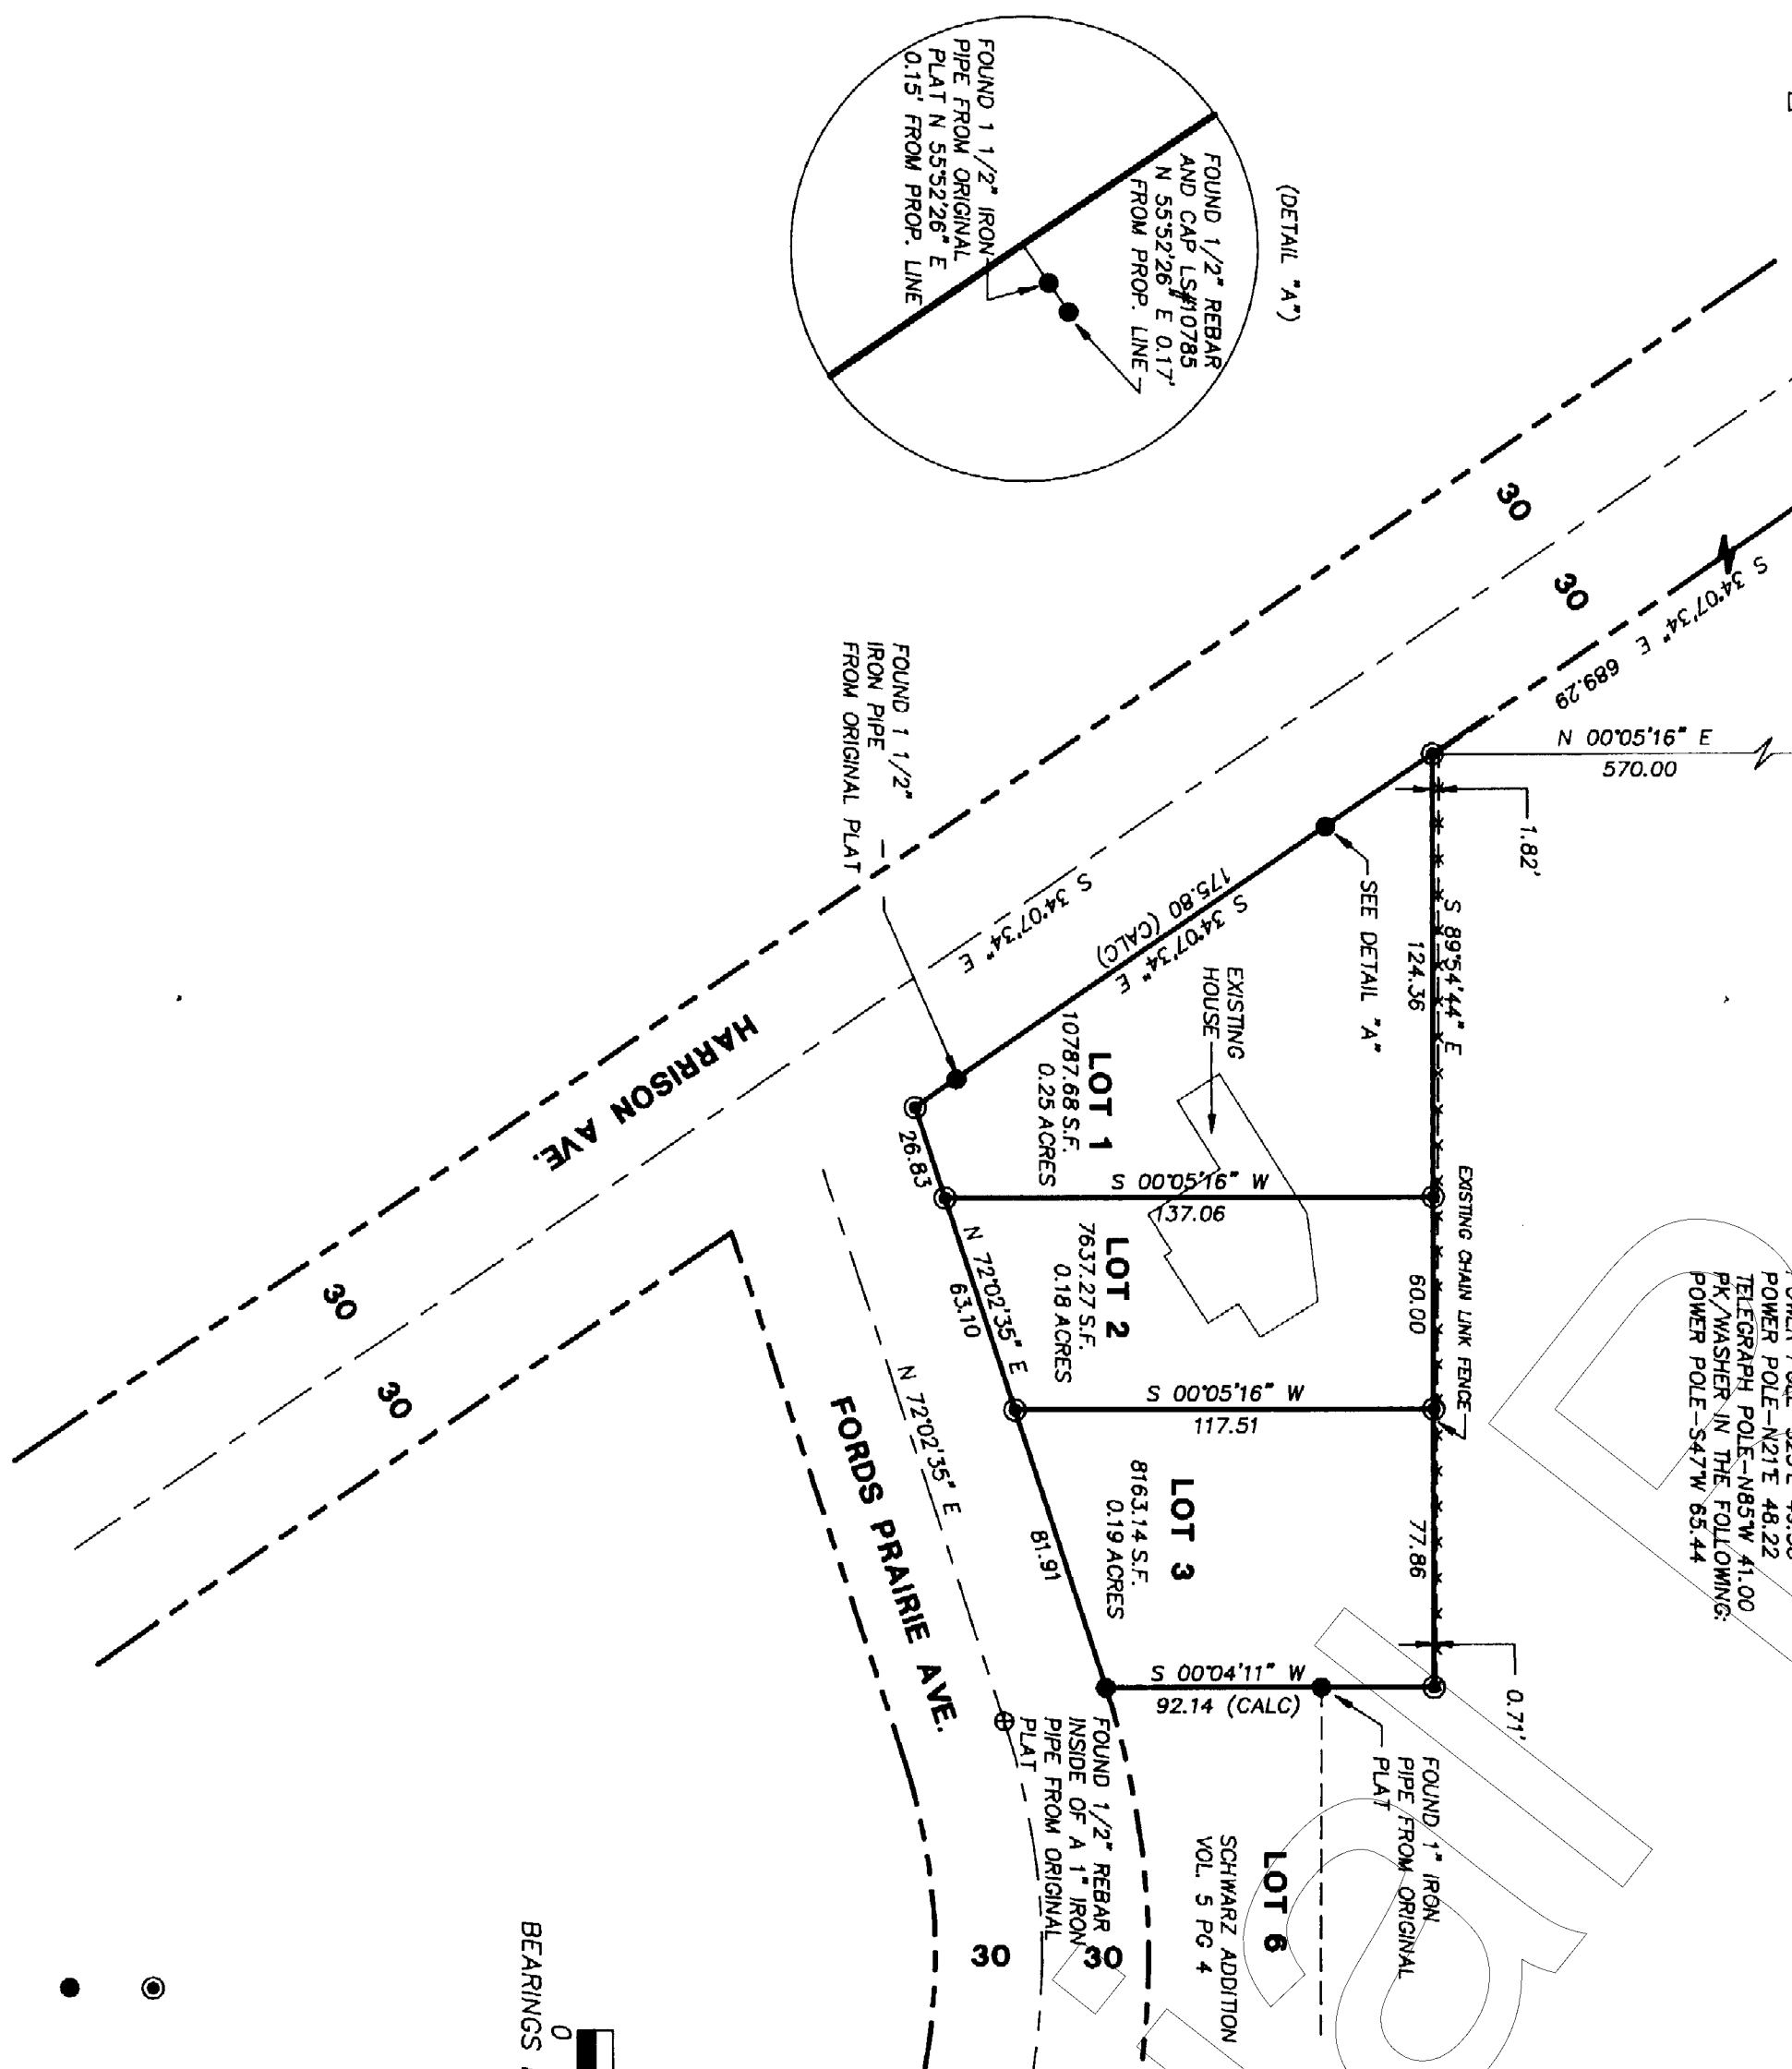 (DETAIL "A")
FOUND 1/2" REBAR
AND CAP LS#10785
N 55°52'26" E 0.17'
FROM PROP. LINE
FOUND 1 1/2" IRON
PIPE FROM ORIGINAL
PLAT N 55°52'26" E
0.15' FROM PROP. LINE
30
30
S 34°07'34" E 689.29
N 00°05'16" E
570.00
1.82'
SEE DETAIL "A"
S 89°54'44" E
124.36
EXISTING CHAIN LINK FENCE
60.00
77.86
0.71'
POWER POLE-N21°E 48.22
TELEGRAPH POLE-N85°W 41.00
PK/WASHER IN THE FOLLOWING:
POWER POLE-S47°W 65.44
S 34°07'34" E
175.80 (CALC)
S 34°07'34" E
FOUND 1 1/2"
IRON PIPE
FROM ORIGINAL PLAT
EXISTING
HOUSE
LOT 1
10787.68 S.F.
0.25 ACRES
26.83
S 00°05'16" W
137.06
LOT 2
7637.27 S.F.
0.18 ACRES
N 72°02'35" E
63.10
S 00°05'16" W
117.51
LOT 3
8163.14 S.F.
0.19 ACRES
81.91
S 00°04'11" W
92.14 (CALC)
FOUND 1" IRON
PIPE FROM ORIGINAL
PLAT
LOT 6
SCHWARZ ADDITION
VOL. 5 PG 4
FOUND 1/2" REBAR
INSIDE OF A 1" IRON
PIPE FROM ORIGINAL
PLAT
30
30
N 72°02'35" E
FORDS PRAIRIE AVE.
HARRISON AVE.
30
30
BEARINGS
0